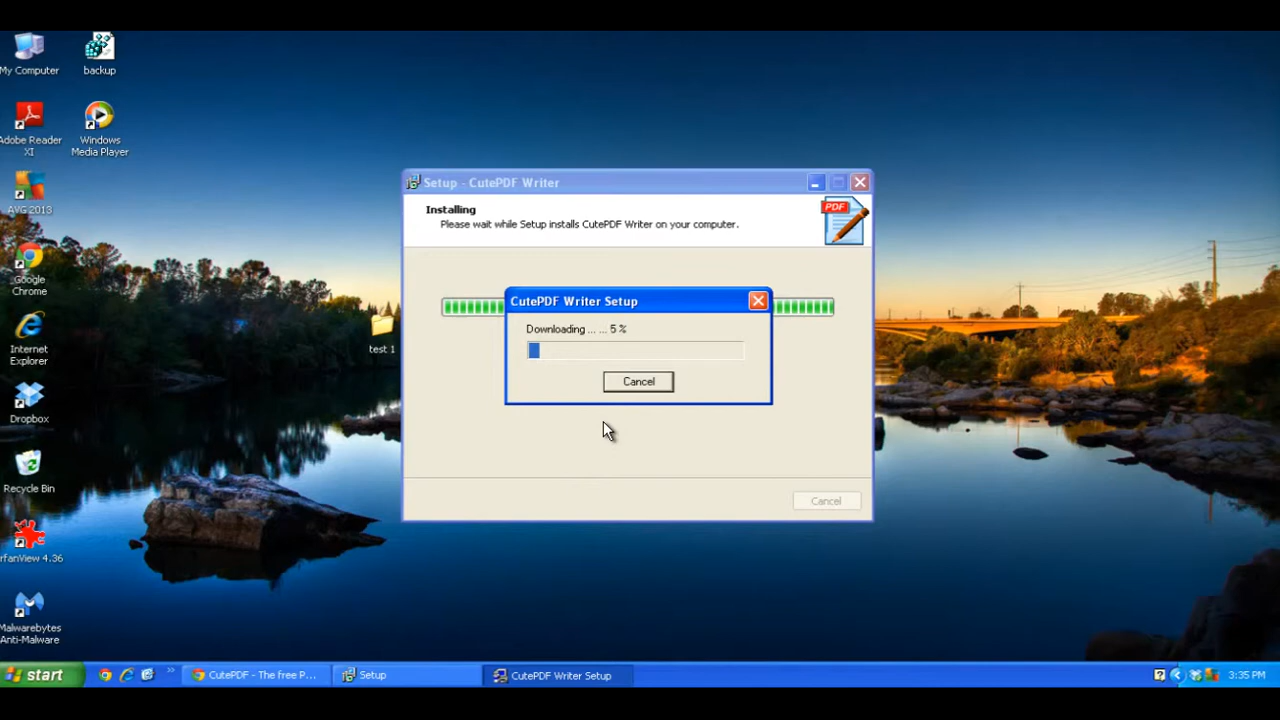 My Computer
backup
Adobe Reader
XI
Windows
Media Player
AVG 2013
Google
Chrome
Internet
Explorer
test 1
Dropbox
Recycle Bin
rfanView 4.36
Malwarebytes
Anti-Malware
Setup - CutePDF Writer
Installing
Please wait while Setup installs CutePDF Writer on your computer.
PDF
CutePDF Writer Setup
Downloading ... ... 5 %
Cancel
Cancel
start
CutePDF - The free P...
Setup
CutePDF Writer Setup
3:35 PM